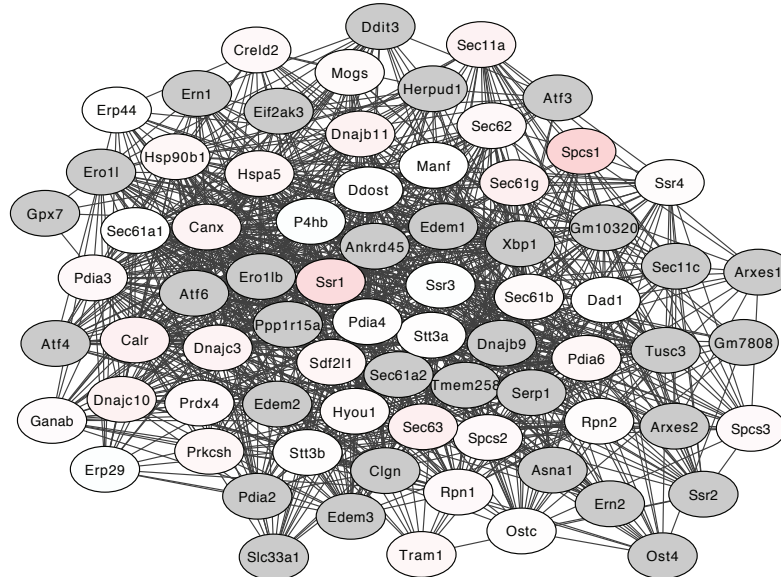 Ddit3
Creld2
Sec11a
Mogs
Ern1
Herpud1
Atf3
Erp44
Eif2ak3
Dnajb11
Sec62
Spcs1
Hsp90b1
Manf
Ero1l
Hspa5
Ddost
Sec61g
Ssr4
Gpx7
Sec61a1
Canx
P4hb
Edem1
Gm10320
Ankrd45
Xbp1
Pdia3
Ero1lb
Ssr1
Ssr3
Sec11c
Arxes1
Atf6
Sec61b
Dad1
Ppp1r15a
Pdia4
Atf4
Calr
Dnajc3
Stt3a
Dnajb9
Tusc3
Gm7808
Sdf2l1
Pdia6
Sec61a2
Tmem258
Dnajc10
Prdx4
Edem2
Serp1
Ganab
Hyou1
Rpn2
Arxes2
Spcs3
Sec63
Spcs2
Prkcsh
Stt3b
Erp29
Clgn
Asna1
Pdia2
Rpn1
Ssr2
Edem3
Ern2
Ostc
Slc33a1
Tram1
Ost4